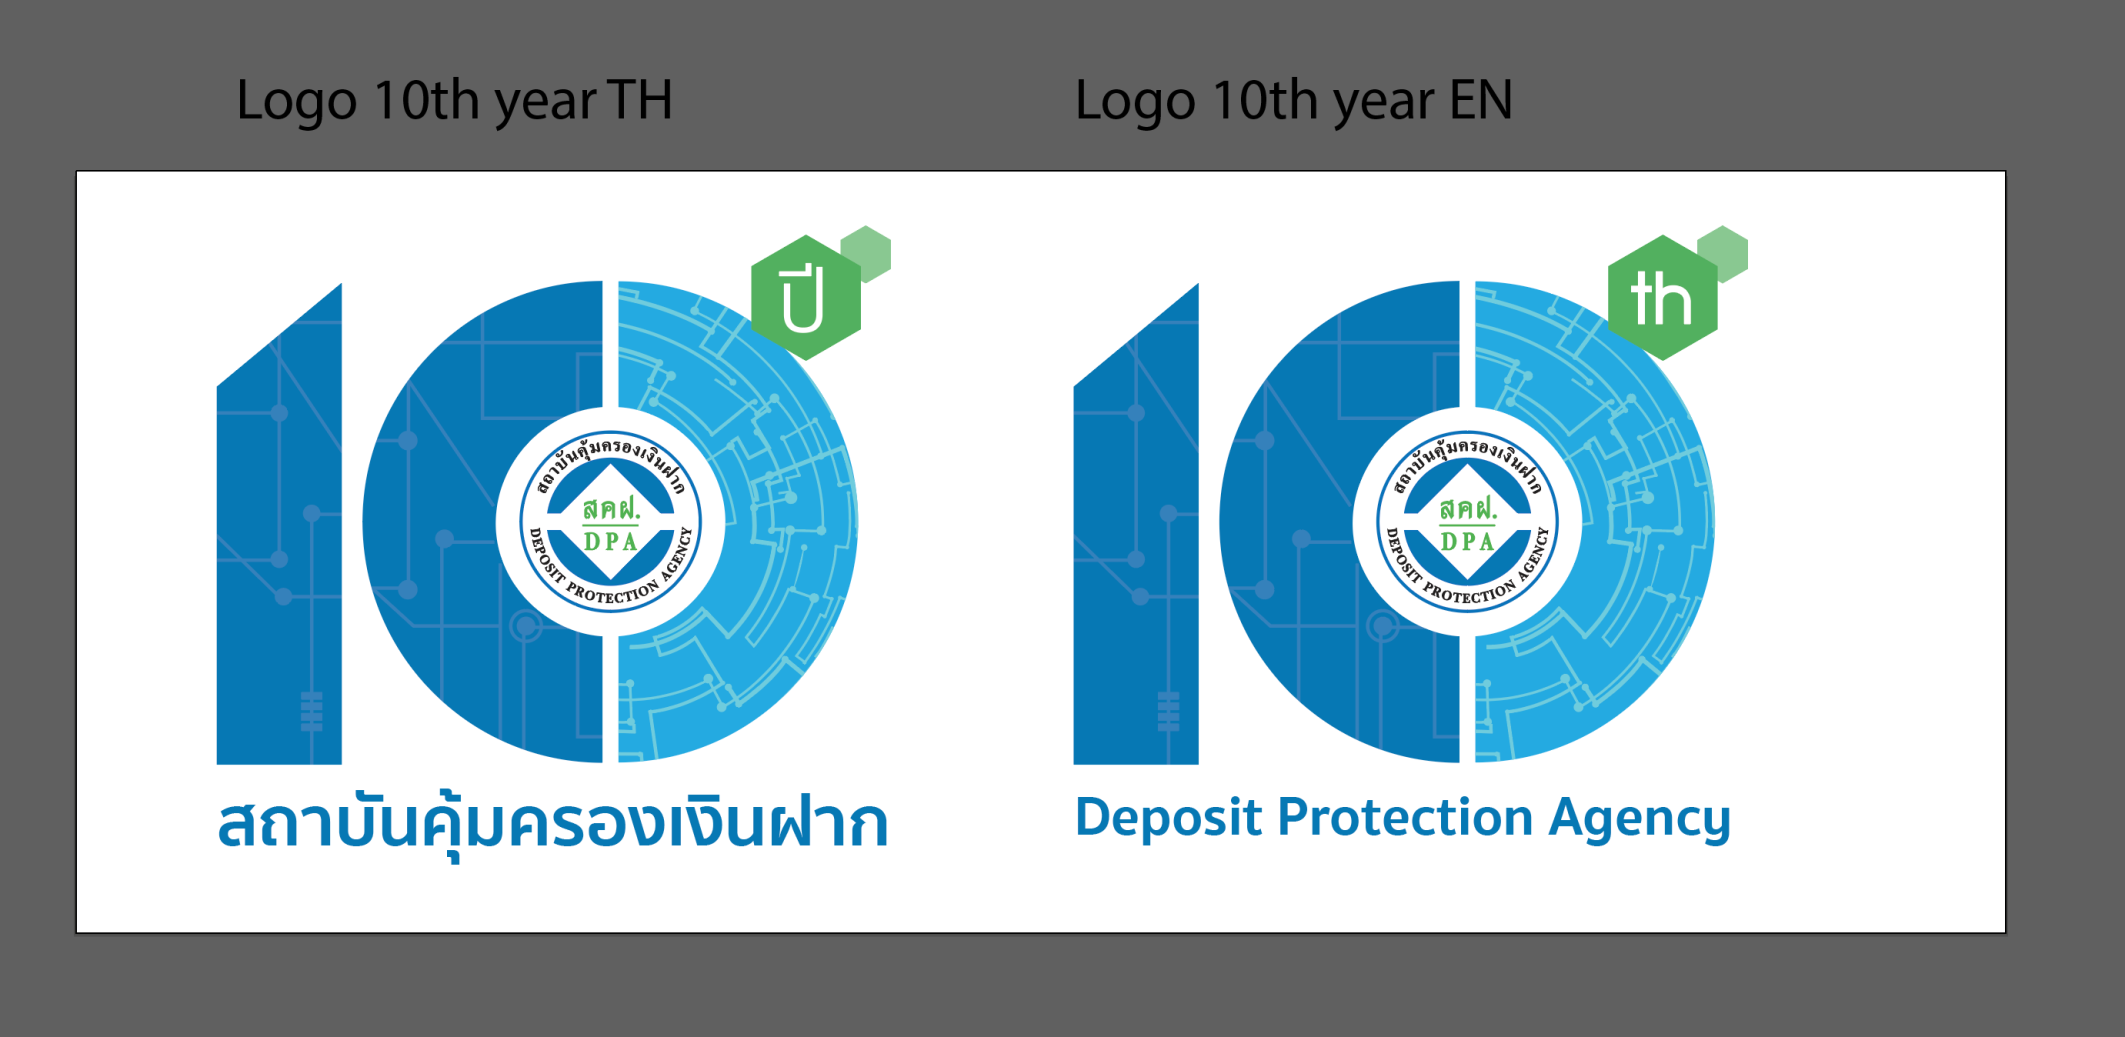 Logo 10th year TH
Logo 10th year EN
10
ปี
สถาบันคุ้มครองเงินฝาก
สคฝ.
DPA
DEPOSIT PROTECTION AGENCY
สถาบันคุ้มครองเงินฝาก
10
th
สถาบันคุ้มครองเงินฝาก
สคฝ.
DPA
DEPOSIT PROTECTION AGENCY
Deposit Protection Agency